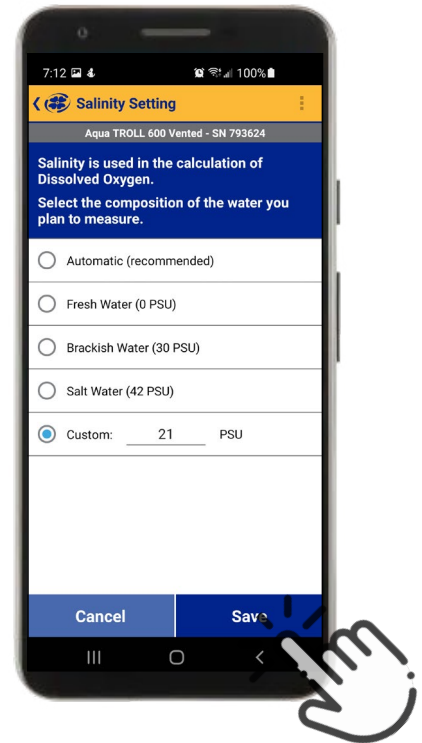 7:12 100%
Salinity Setting
Aqua TROLL 600 Vented - SN 793624
Salinity is used in the calculation of
Dissolved Oxygen.
Select the composition of the water you
plan to measure.
Automatic (recommended)
Fresh Water (0 PSU)
Brackish Water (30 PSU)
Salt Water (42 PSU)
Custom: 21 PSU
Cancel Save